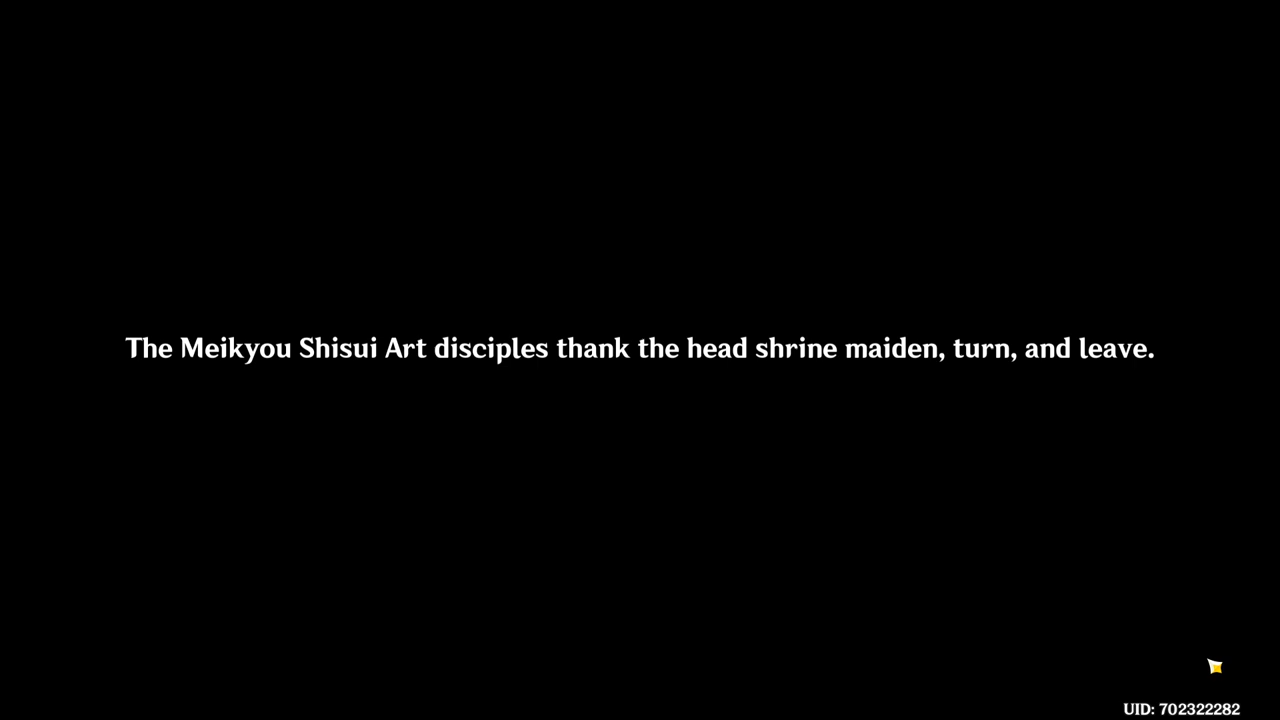 The Meikyou Shisui Art disciples thank the head shrine maiden, turn, and leave.
UID: 702322282